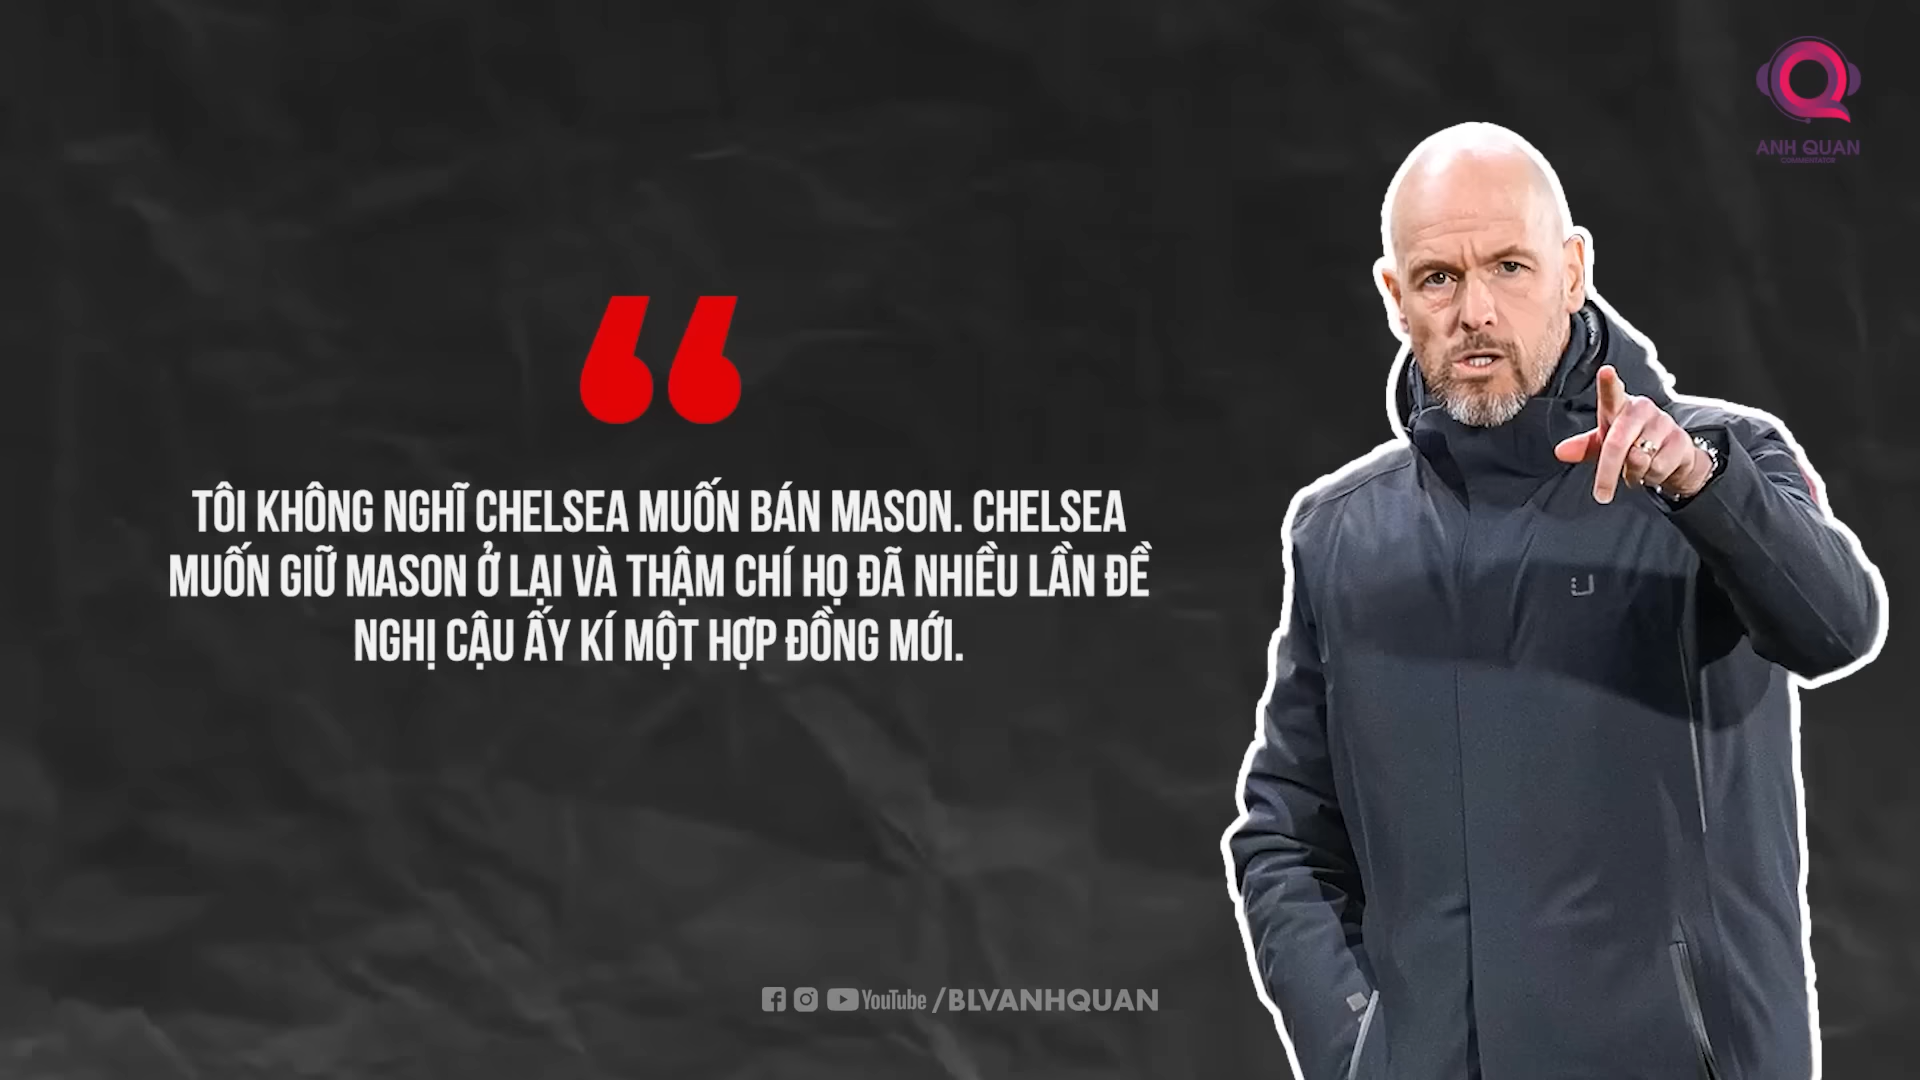 ANH QUAN
COMMENTATOR
“
TÔI KHÔNG NGHĨ CHELSEA MUỐN BÁN MASON. CHELSEA
MUỐN GIỮ MASON Ở LẠI VÀ THẬM CHÍ HỌ ĐÃ NHIỀU LẦN ĐỀ
NGHỊ CẬU ẤY KÍ MỘT HỢP ĐỒNG MỚI.
YouTube /BLVANHQUAN